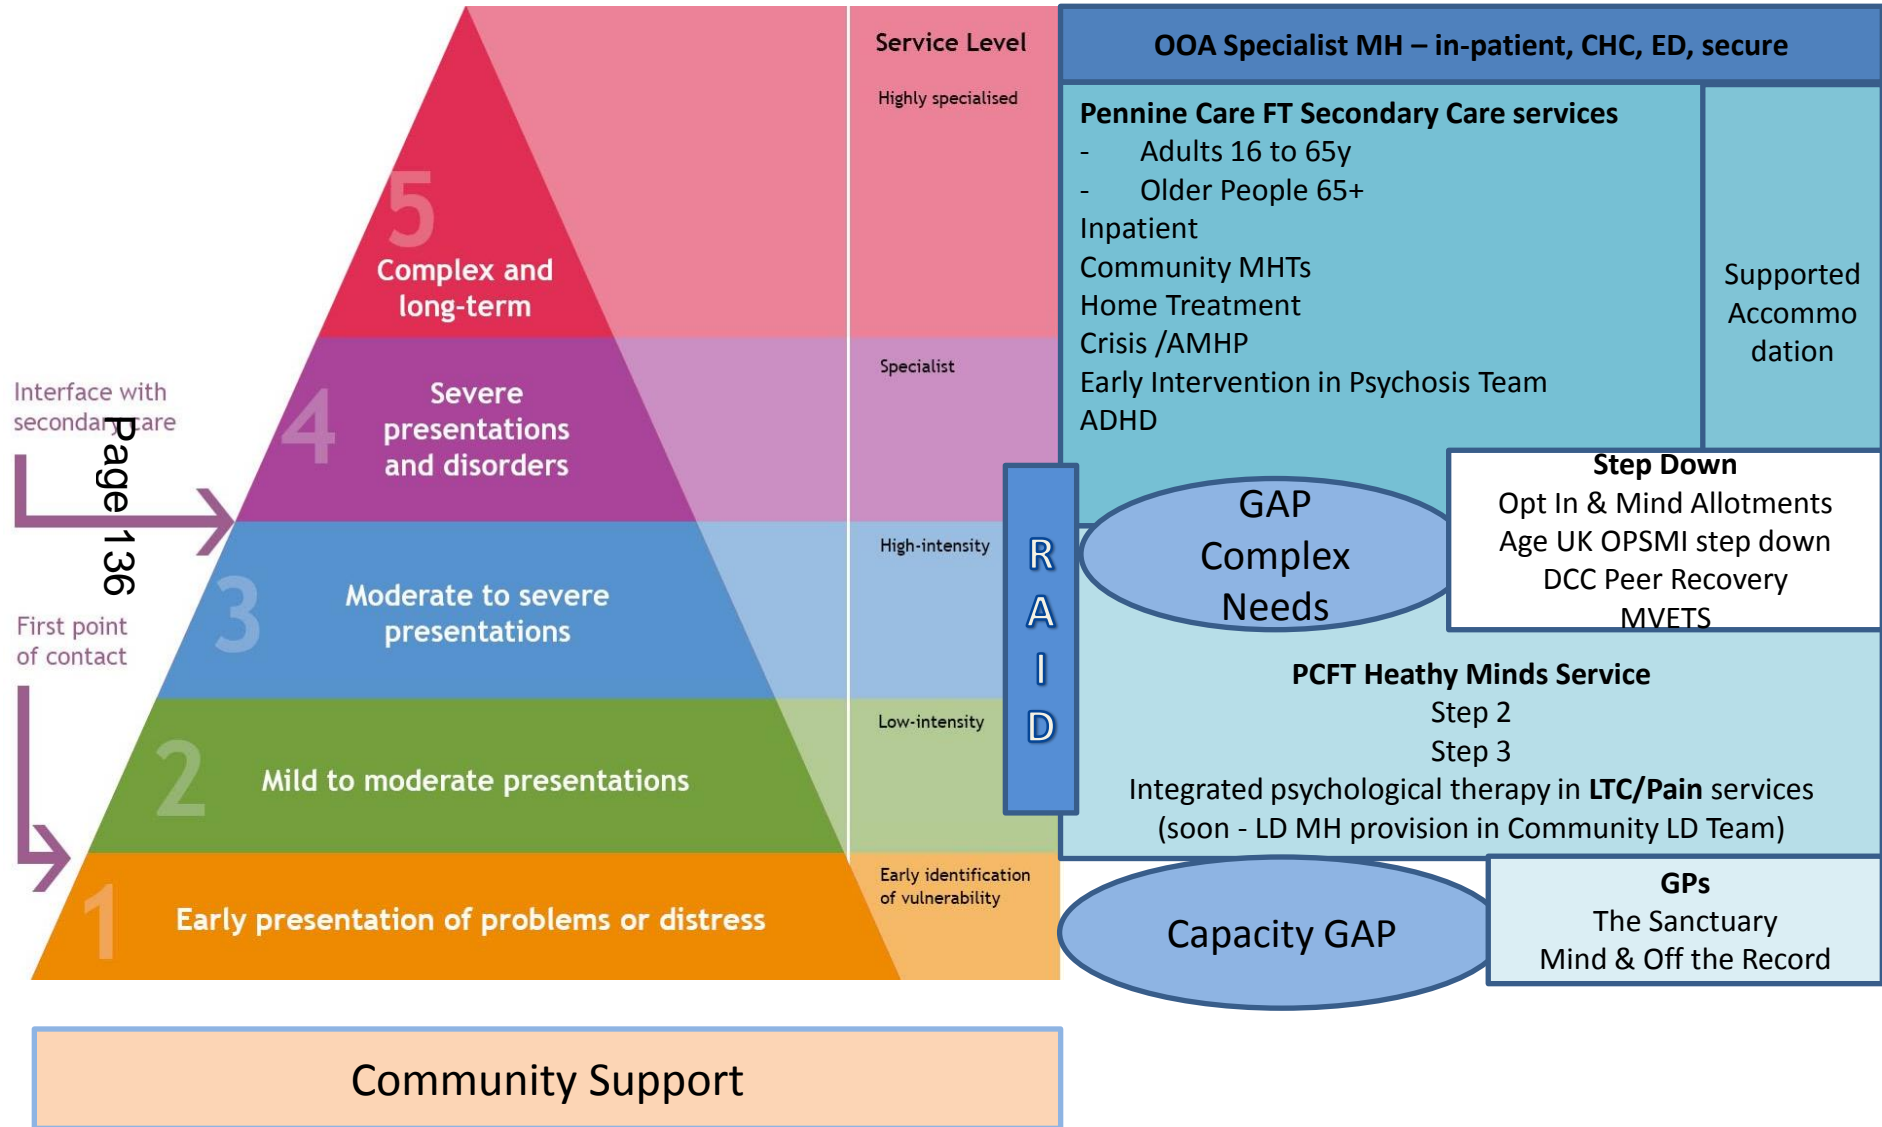 Service Level
Highly specialised
5
Complex and
long-term
Specialist
4
Severe
presentations
and disorders
Interface with
secondary care
Page 136
High-intensity
3
Moderate to severe
presentations
First point
of contact
Low-intensity
2
Mild to moderate presentations
Early identification
of vulnerability
1
Early presentation of problems or distress
Community Support
OOA Specialist MH – in-patient, CHC, ED, secure
Pennine Care FT Secondary Care services
- Adults 16 to 65y
- Older People 65+
Inpatient
Community MHTs
Home Treatment
Crisis /AMHP
Early Intervention in Psychosis Team
ADHD
Supported
Accommo
dation
R
A
I
D
GAP
Complex
Needs
Step Down
Opt In & Mind Allotments
Age UK OPSMI step down
DCC Peer Recovery
MVETS
PCFT Heathy Minds Service
Step 2
Step 3
Integrated psychological therapy in LTC/Pain services
(soon - LD MH provision in Community LD Team)
Capacity GAP
GPs
The Sanctuary
Mind & Off the Record